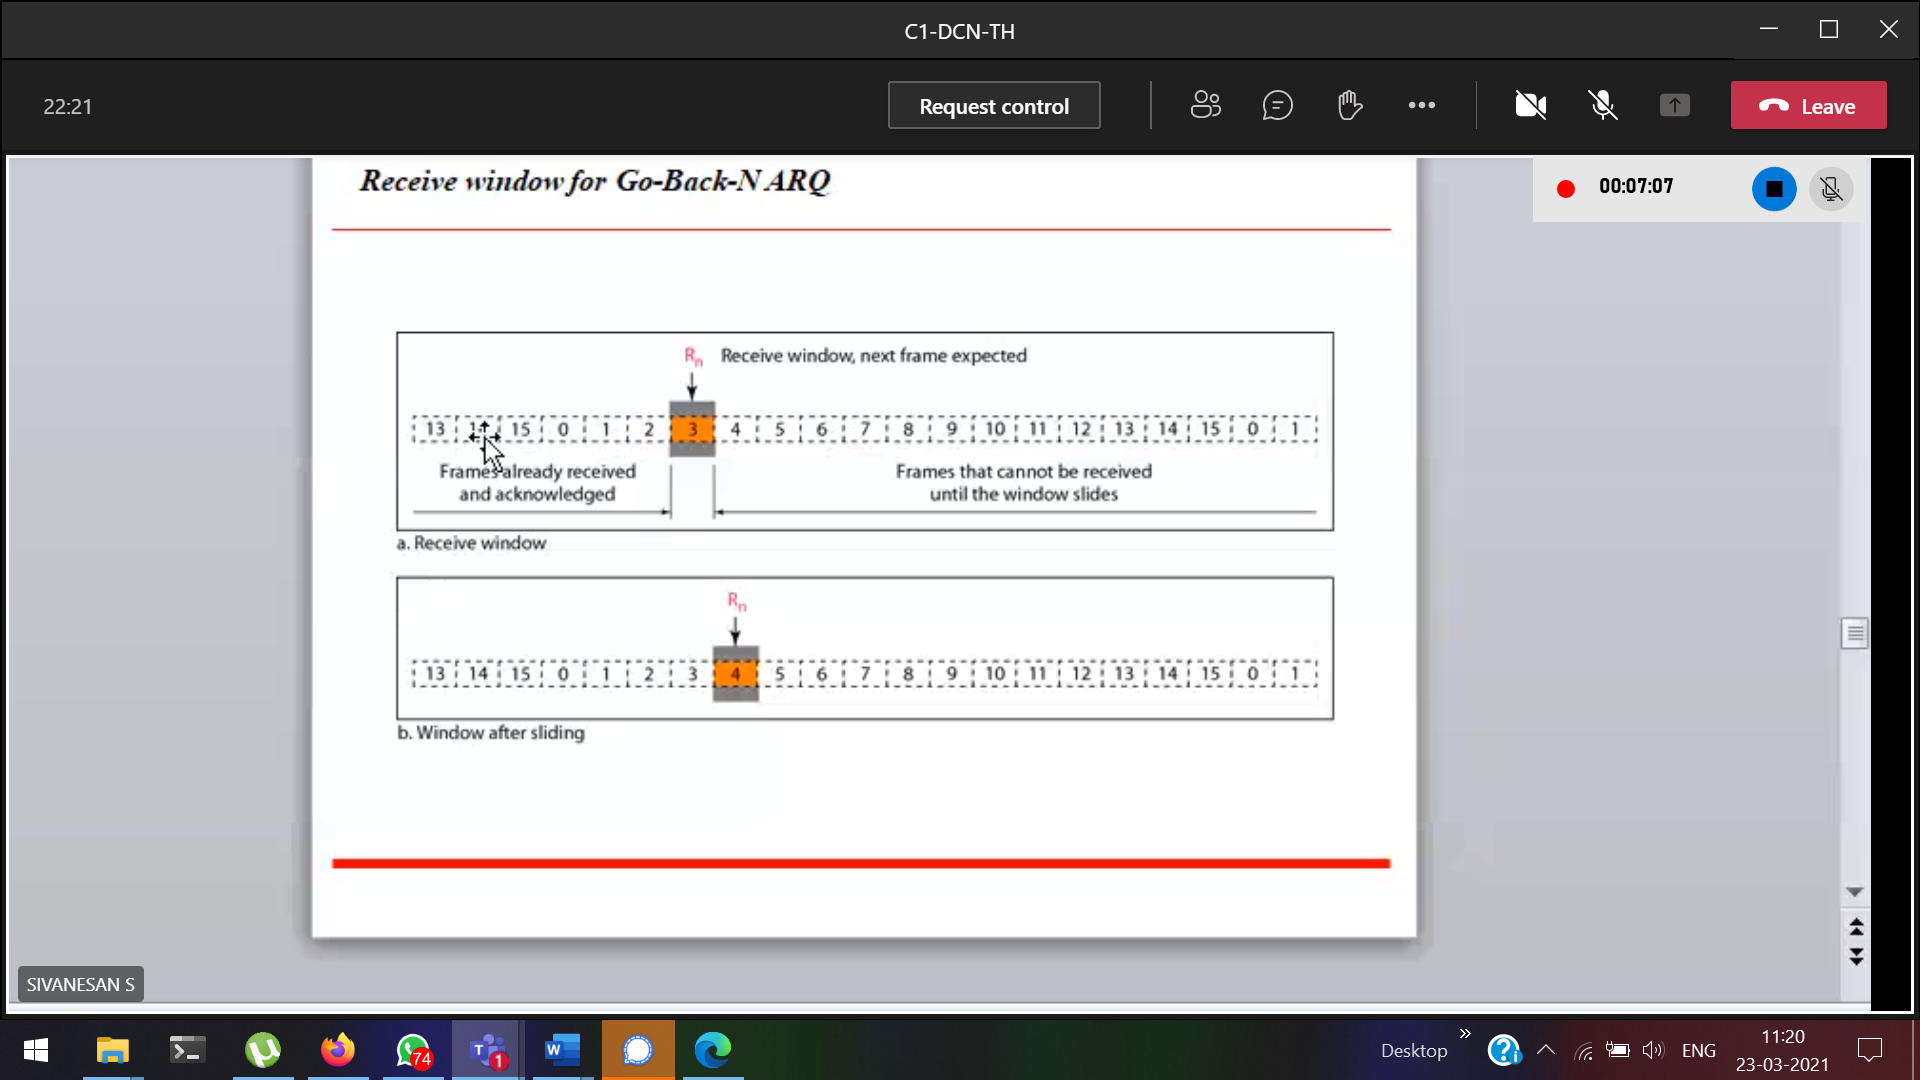 C1-DCN-TH
22:21
Request control
Leave
Receive window for Go-Back-N ARQ
00:07:07
Rn Receive window, next frame expected
13 15 0 1 2 3 4 5 6 7 8 9 10 11 12 13 14 15 0 1
Frames already received
and acknowledged
Frames that cannot be received
until the window slides
a. Receive window
Rn
13 14 15 0 1 2 3 4 5 6 7 8 9 10 11 12 13 14 15 0 1
b. Window after sliding
SIVANESAN S
74
T
1
W
Desktop
ENG
11:20
23-03-2021